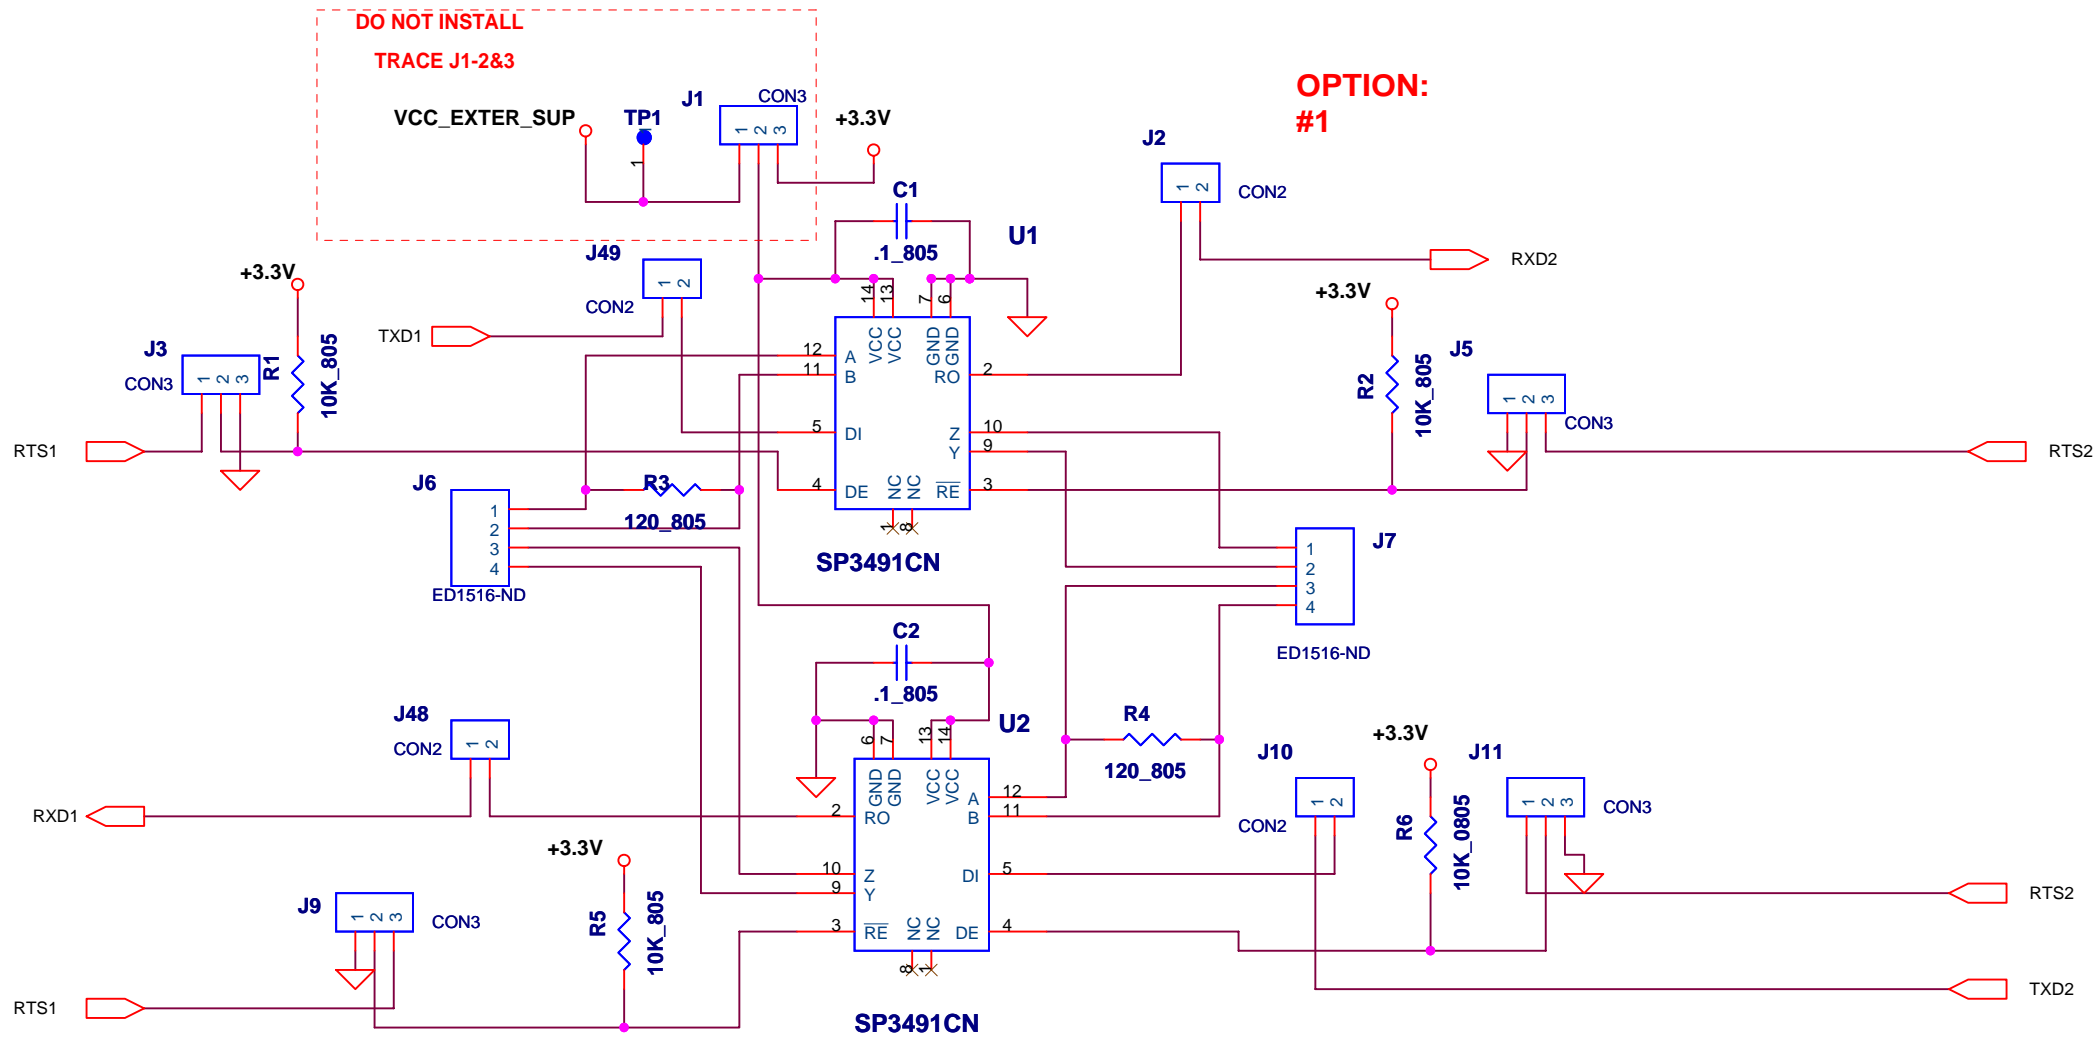 DO NOT INSTALL
TRACE J1-2&3
OPTION:
#1
VCC_EXTER_SUP
TP1
1
J1
CON3
1 2 3
+3.3V
J2
1 2
CON2
C1
.1_805
U1
J49
1 2
CON2
RXD2
+3.3V
+3.3V
TXD1
14 13 7 6
VCC VCC GND GND
J3
CON3
1 2 3
R1
10K_805
12 A
11 B
RO 2
5 DI
Z 10
Y 9
4 DE
NC NC
RE 3
1 8
SP3491CN
R2
10K_805
J5
1 2 3
CON3
RTS1
RTS2
J6
1
2
3
4
ED1516-ND
R3
120_805
J7
1
2
3
4
ED1516-ND
C2
.1_805
U2
J48
CON2
1 2
R4
120_805
6 7 13 14
GND GND VCC VCC
A 12
B 11
2 RO
10 Z
9 Y
DI 5
3 RE
NC NC
DE 4
8 1
SP3491CN
J10
1 2
CON2
+3.3V
R6
10K_0805
J11
1 2 3
CON3
RXD1
+3.3V
R5
10K_805
J9
1 2 3
CON3
RTS2
RTS1
TXD2